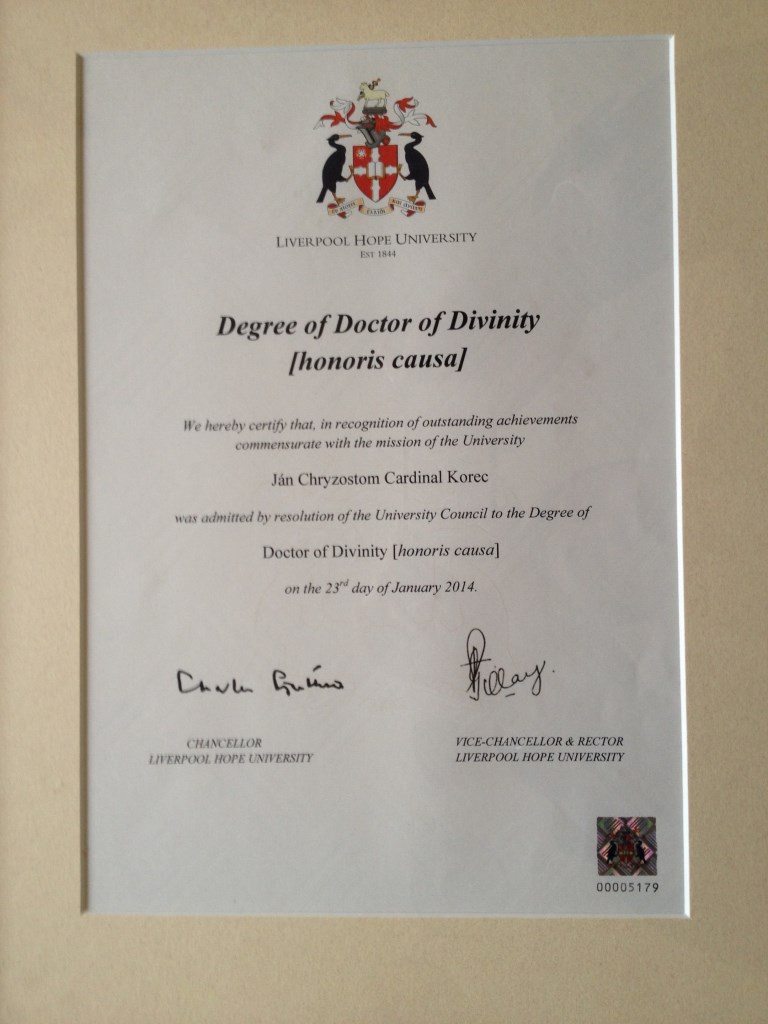 LIVERPOOL HOPE UNIVERSITY
EST 1844
Degree of Doctor of Divinity
[honoris causa]
We hereby certify that, in recognition of outstanding achievements
commensurate with the mission of the University
Ján Chryzostom Cardinal Korec
was admitted by resolution of the University Council to the Degree of
Doctor of Divinity [honoris causa]
on the 23rd day of January 2014.
CHANCELLOR
LIVERPOOL HOPE UNIVERSITY
VICE-CHANCELLOR & RECTOR
LIVERPOOL HOPE UNIVERSITY
00005179